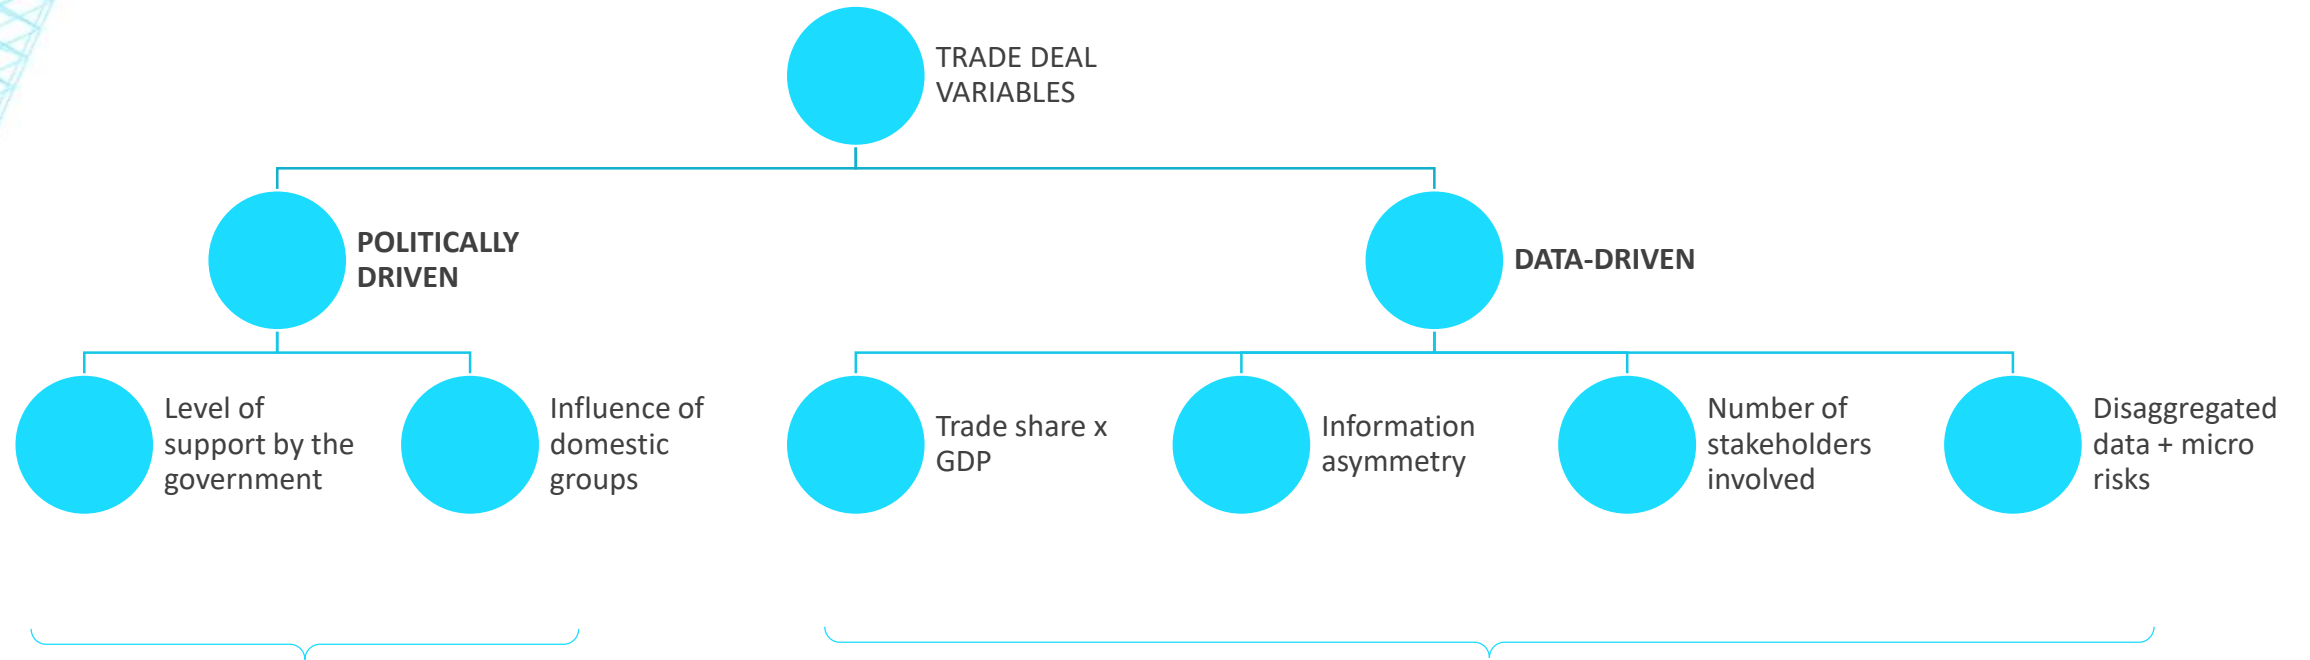 TRADE DEAL
VARIABLES
POLITICALLY
DRIVEN
DATA-DRIVEN
Level of
support by the
government
Influence of
domestic
groups
Trade share x
GDP
Information
asymmetry
Number of
stakeholders
involved
Disaggregated
data + micro
risks